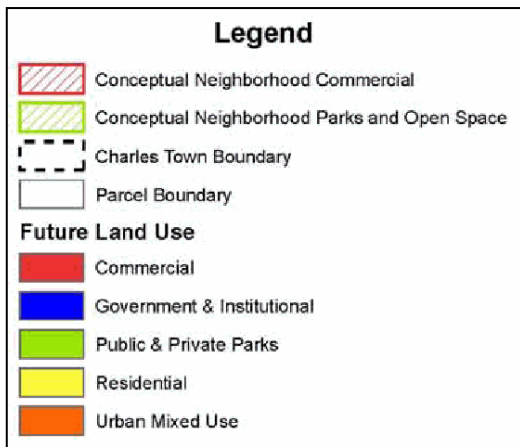 Legend
Conceptual Neighborhood Commercial
Conceptual Neighborhood Parks and Open Space
Charles Town Boundary
Parcel Boundary
Future Land Use
Commercial
Government & Institutional
Public & Private Parks
Residential
Urban Mixed Use